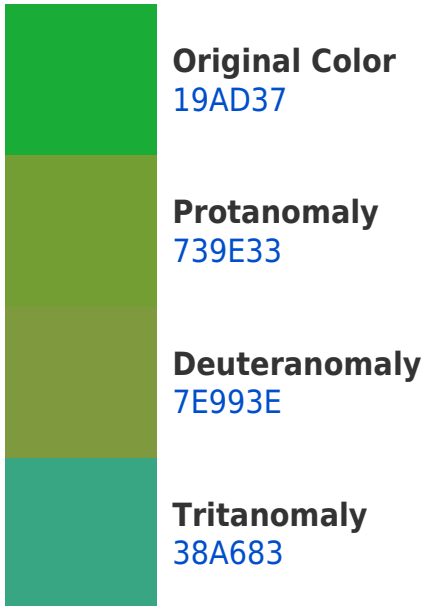 Original Color
19AD37
Protanomaly
739E33
Deuteranomaly
7E993E
Tritanomaly
38A683